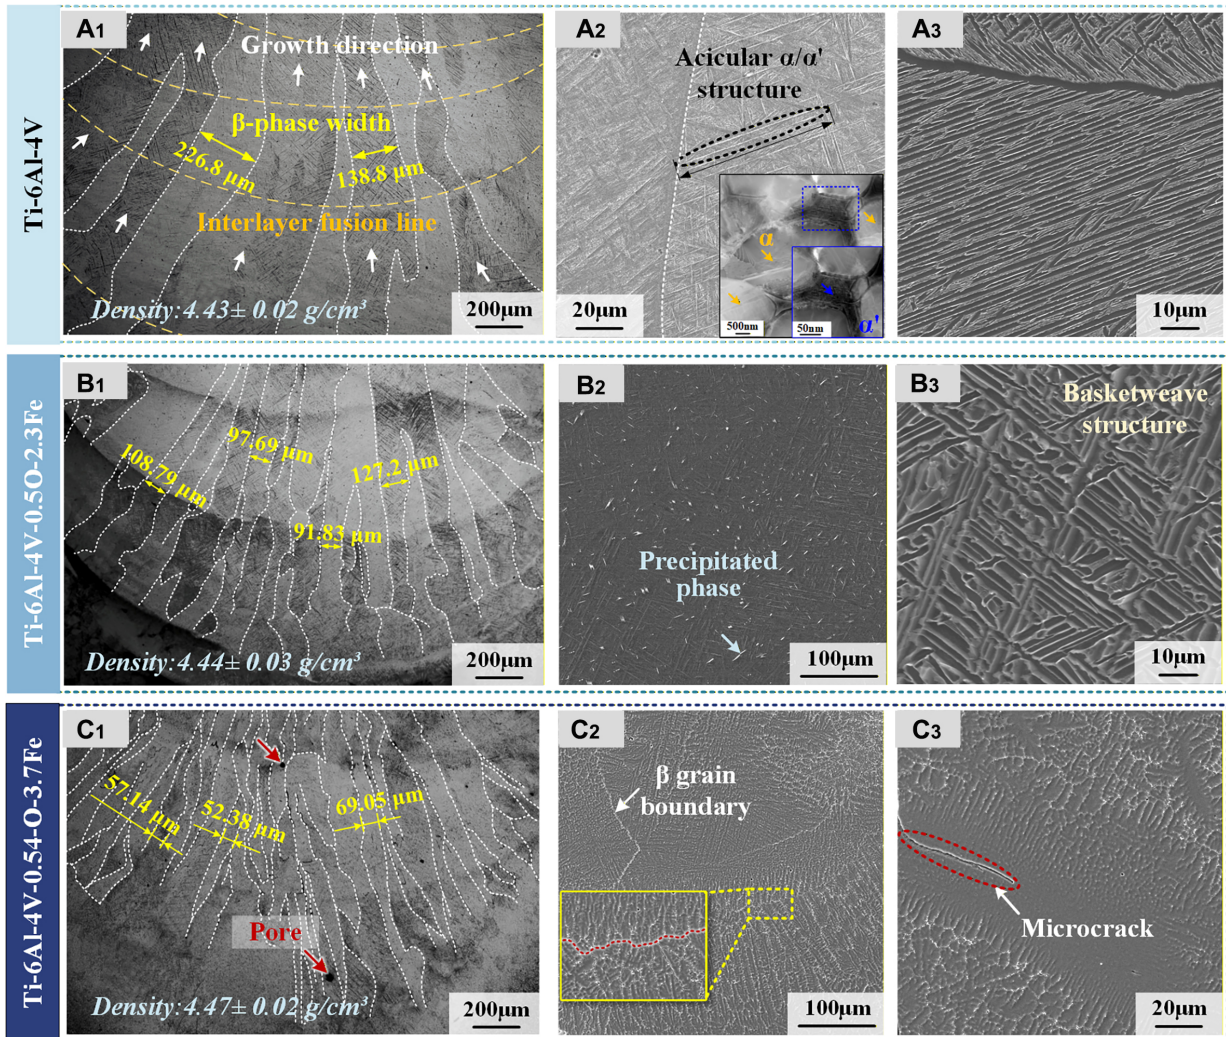 Ti-6Al-4V
A1
Growth direction
β-phase width
226.8 μm
138.8 μm
Interlayer fusion line
Density:4.43± 0.02 g/cm³
200μm
A2
Acicular α/α'
structure
20μm
α
500nm
50nm
α'
A3
10μm
Ti-6Al-4V-0.5O-2.3Fe
B1
97.69 μm
108.79 μm
127.2 μm
91.83 μm
Density:4.44± 0.03 g/cm³
200μm
B2
Precipitated
phase
100μm
B3
Basketweave
structure
10μm
Ti-6Al-4V-0.54-O-3.7Fe
C1
57.14 μm
52.38 μm
69.05 μm
Pore
Density:4.47± 0.02 g/cm³
200μm
C2
β grain
boundary
100μm
C3
Microcrack
20μm